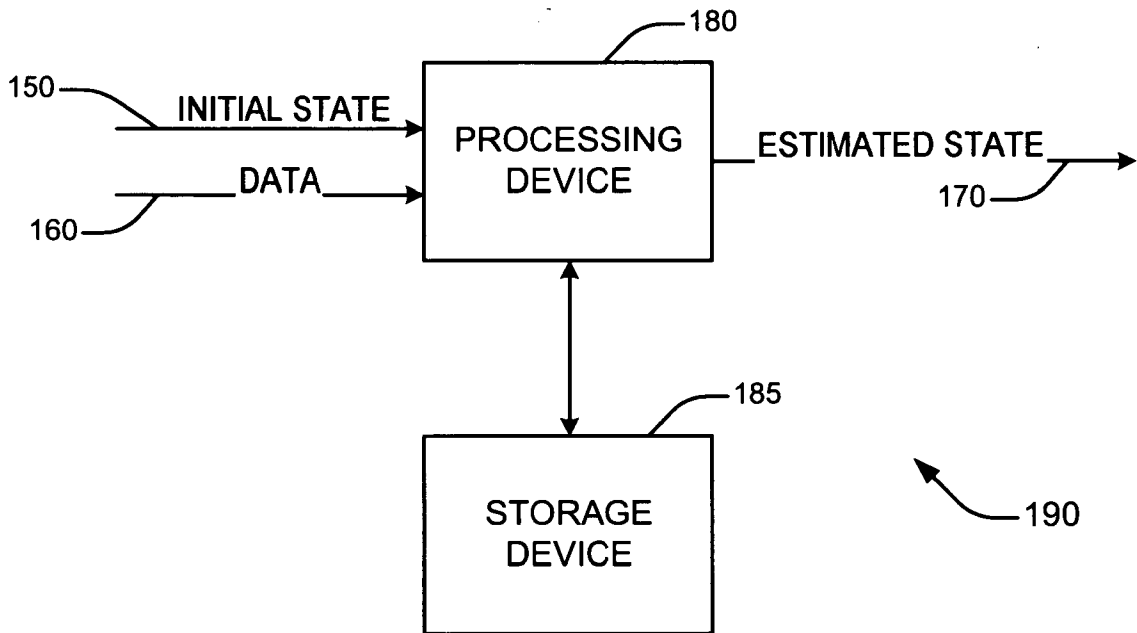 180
150
INITIAL STATE
PROCESSING
DEVICE
ESTIMATED STATE
DATA
160
170
185
STORAGE
DEVICE
190